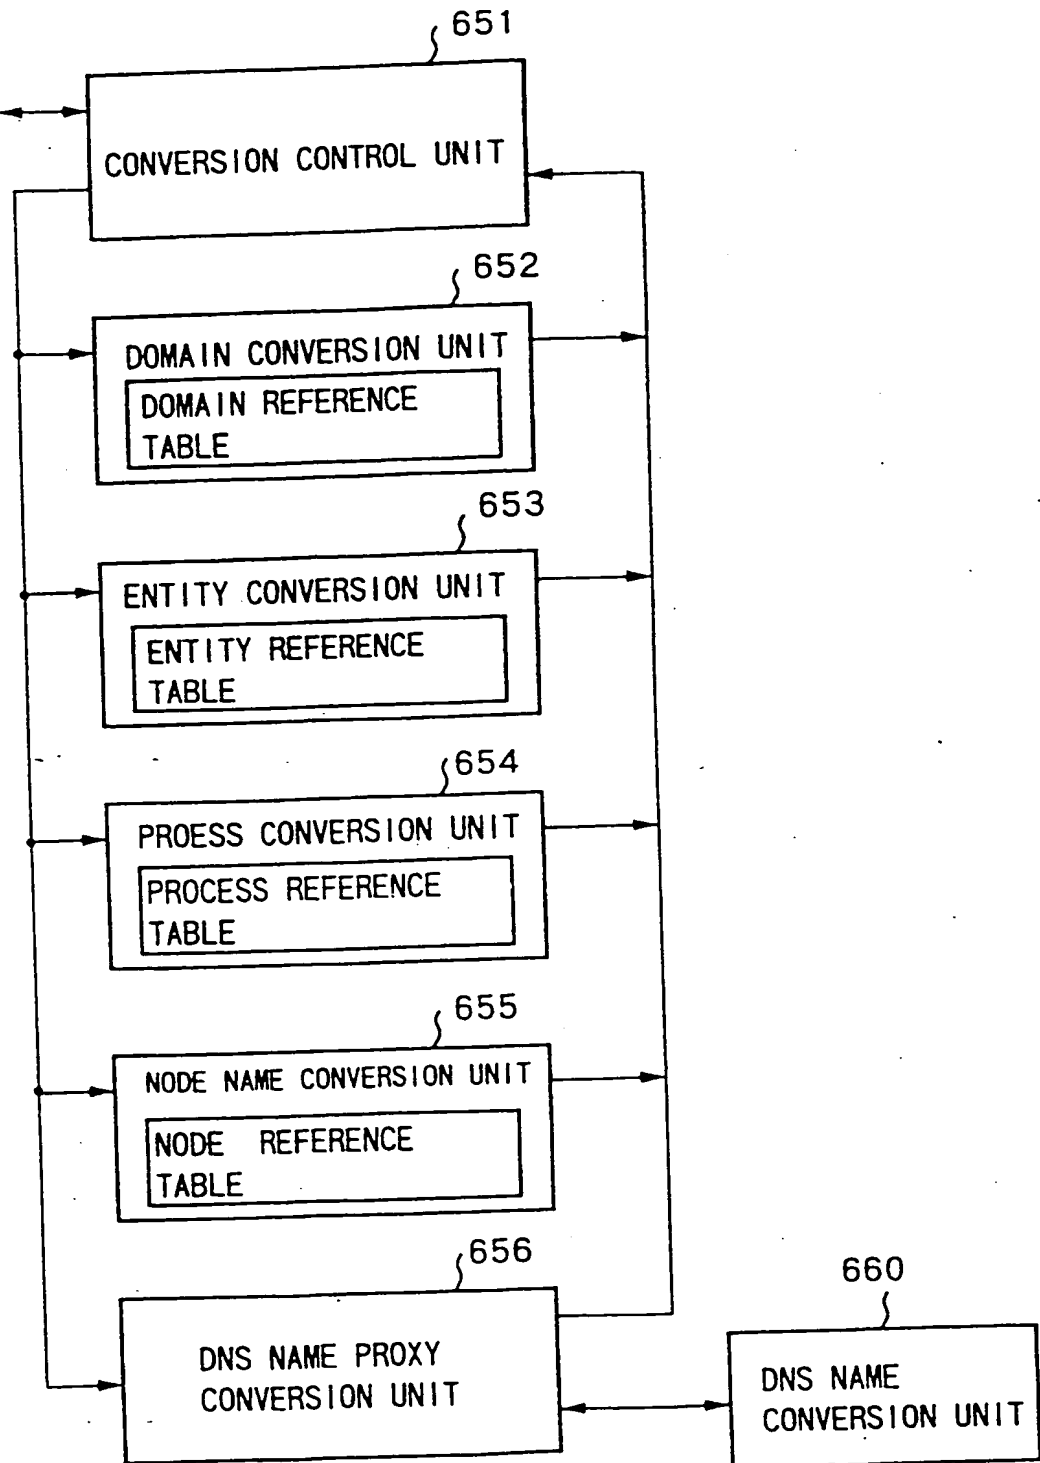 651
CONVERSION CONTROL UNIT
652
DOMAIN CONVERSION UNIT
DOMAIN REFERENCE
TABLE
653
ENTITY CONVERSION UNIT
ENTITY REFERENCE
TABLE
654
PROESS CONVERSION UNIT
PROCESS REFERENCE
TABLE
655
NODE NAME CONVERSION UNIT
NODE REFERENCE
TABLE
656
DNS NAME PROXY
CONVERSION UNIT
660
DNS NAME
CONVERSION UNIT